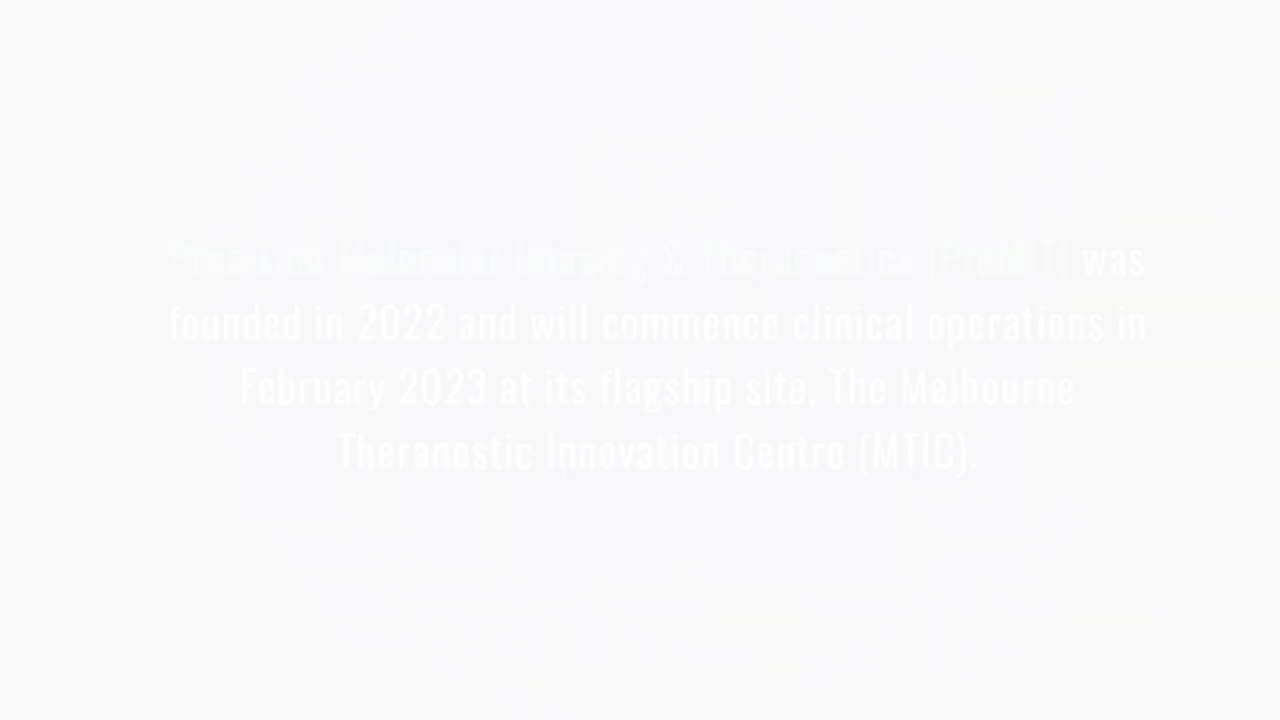 Precision Molecular Imaging & Theranostics (PreMIT) was
founded in 2022 and will commence clinical operations in
February 2023 at its flagship site, The Melbourne
Theranostic Innovation Centre (MTIC).